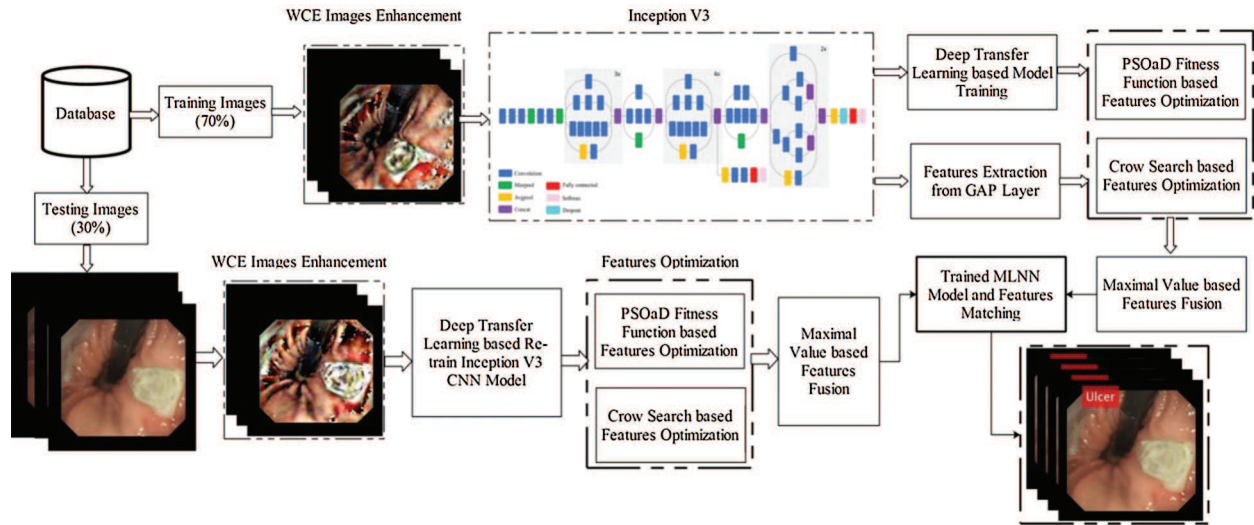 WCE Images Enhancement
Inception V3
Database
Training Images
(70%)
3x
4x
2x
Convolution
Maxpool
Avgpool
Concat
Fully connected
Softmax
Dropout
Deep Transfer
Learning based Model
Training
Features Extraction
from GAP Layer
PSOaD Fitness
Function based
Features Optimization
Crow Search based
Features Optimization
Testing Images
(30%)
WCE Images Enhancement
Deep Transfer
Learning based Re-
train Inception V3
CNN Model
Features Optimization
PSOaD Fitness
Function based
Features Optimization
Crow Search based
Features Optimization
Maximal
Value based
Features
Fusion
Trained MLNN
Model and Features
Matching
Maximal Value based
Features Fusion
Ulcer